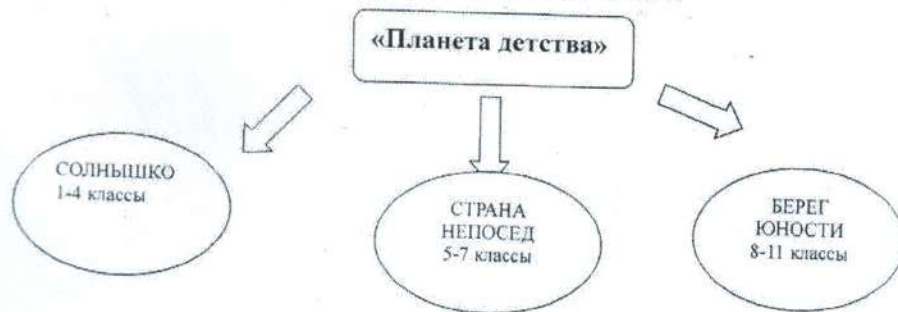 «Планета детства»
СОЛНЫШКО
1-4 классы
СТРАНА
НЕПОСЕД
5-7 классы
БЕРЕГ
ЮНОСТИ
8-11 классы